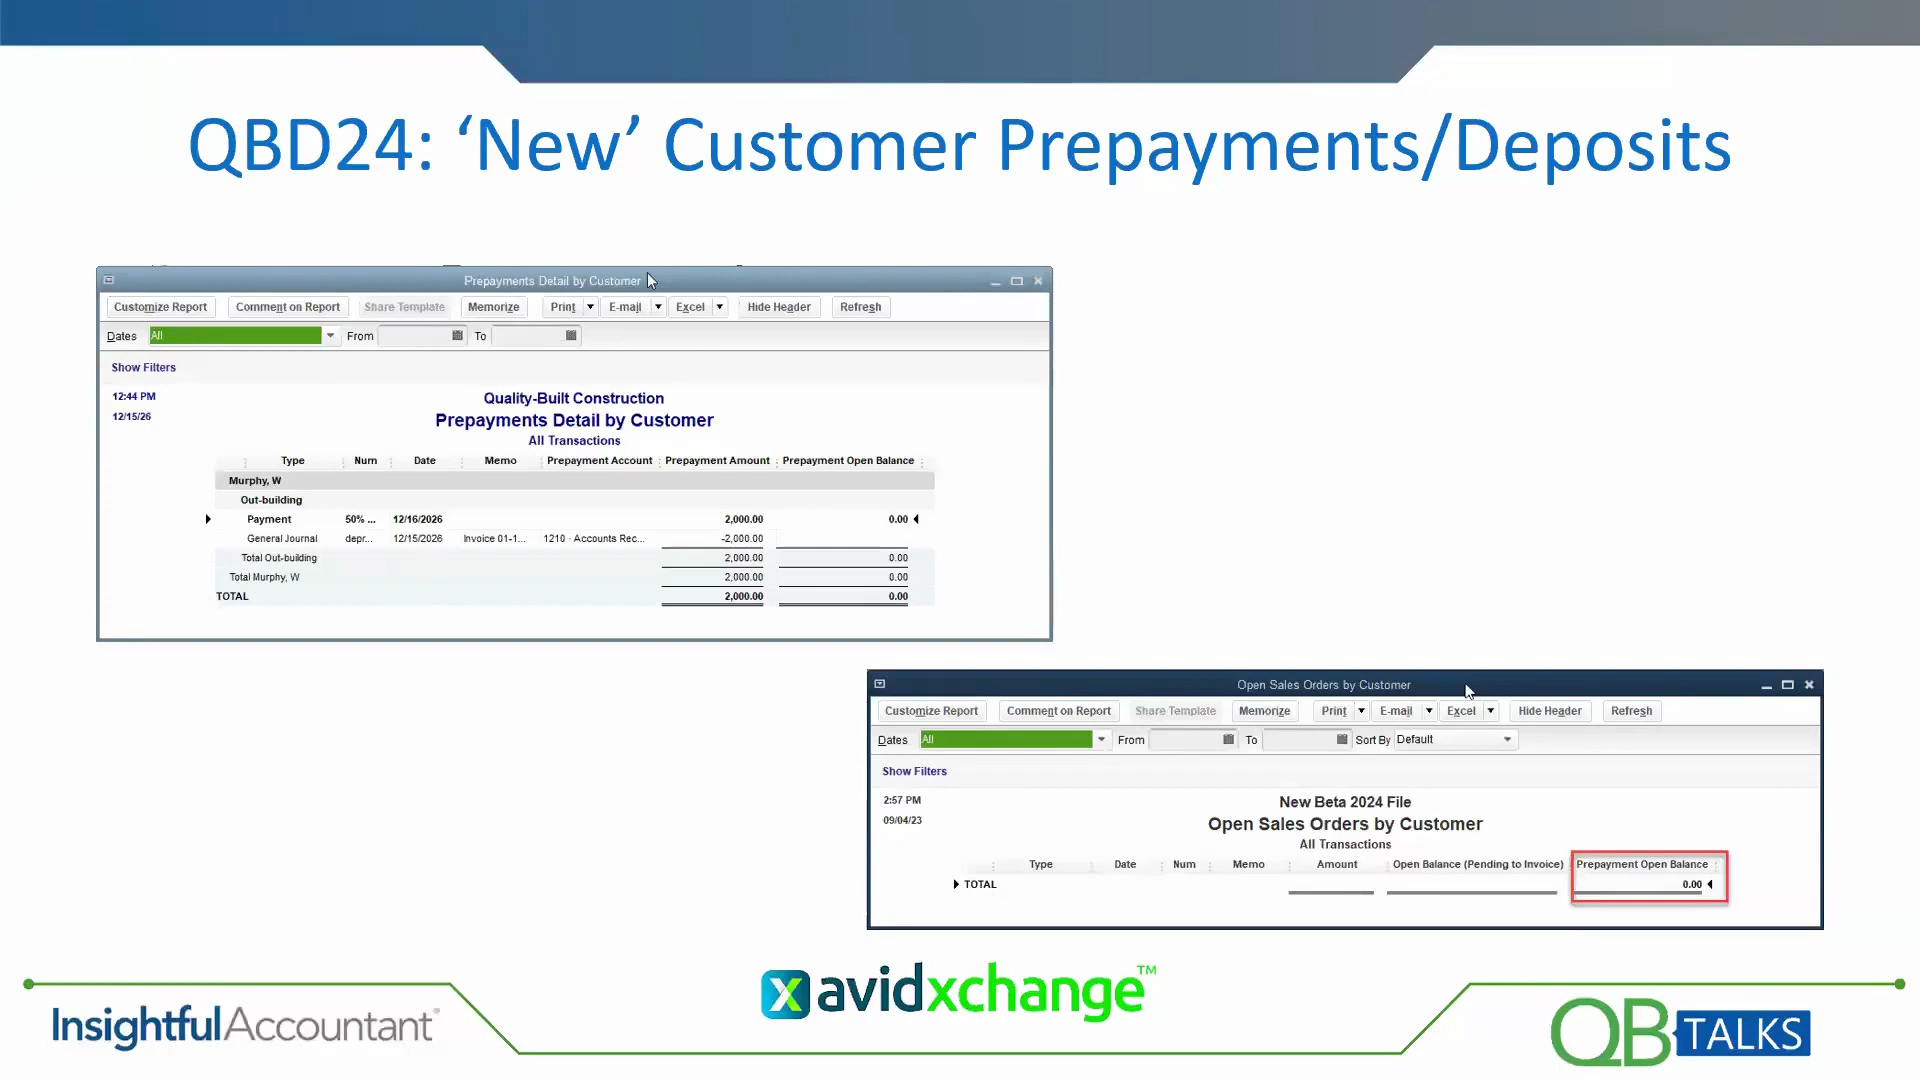 QBD24: ‘New’ Customer Prepayments/Deposits
Prepayments Detail by Customer
Customize Report Comment on Report Share Template Memorize Print E-mail Excel Hide Header Refresh
Dates All From To
Show Filters
12:44 PM
12/15/26
Quality-Built Construction
Prepayments Detail by Customer
All Transactions
Type Num Date Memo Prepayment Account Prepayment Amount Prepayment Open Balance
Murphy, W
Out-building
Payment 50% ... 12/16/2026 2,000.00 0.00
General Journal depr... 12/15/2026 Invoice 01-1... 1210 · Accounts Rec... -2,000.00
Total Out-building 2,000.00 0.00
Total Murphy, W 2,000.00 0.00
TOTAL 2,000.00 0.00
Open Sales Orders by Customer
Customize Report Comment on Report Share Template Memorize Print E-mail Excel Hide Header Refresh
Dates All From To Sort By Default
Show Filters
2:57 PM
09/04/23
New Beta 2024 File
Open Sales Orders by Customer
All Transactions
Type Date Num Memo Amount Open Balance (Pending to Invoice) Prepayment Open Balance
TOTAL 0.00
InsightfulAccountant
avidxchange™
QB TALKS